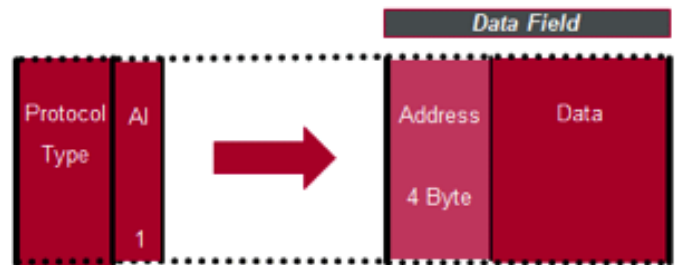 Data Field
Protocol
Type
AI
1
Address
4 Byte
Data